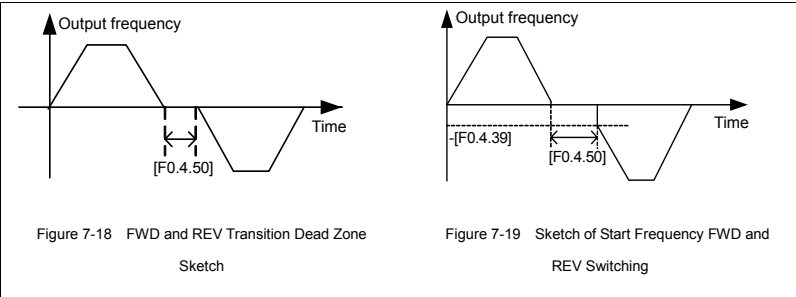 Output frequency
Time
[F0.4.50]
Figure 7-18 FWD and REV Transition Dead Zone
Sketch
Output frequency
Time
-[F0.4.39]
[F0.4.50]
Figure 7-19 Sketch of Start Frequency FWD and
REV Switching